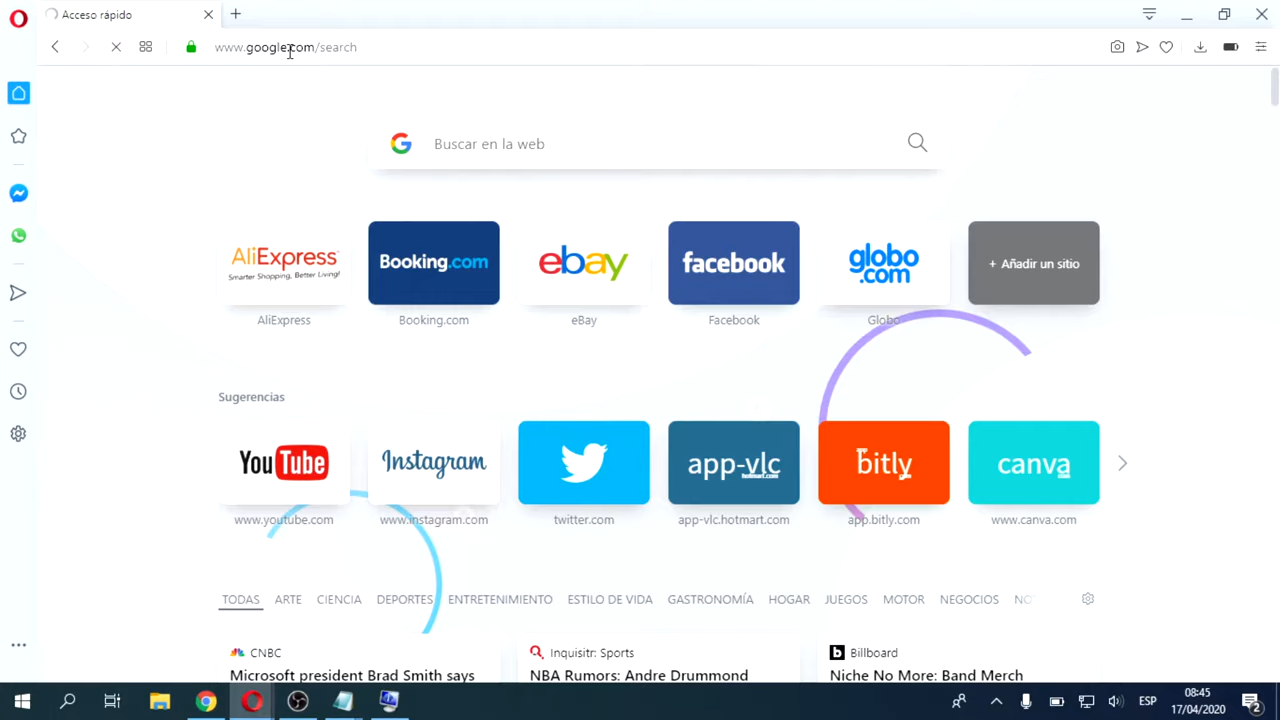 Acceso rápido
www.google.com/search
Buscar en la web
AliExpress
Smarter Shopping, Better Living!
Booking.com
ebay
facebook
globo
.com
+ Añadir un sitio
AliExpress
Booking.com
eBay
Facebook
Globo
Sugerencias
YouTube
Instagram
app-vlc
hotmart.com
bitly
canva
www.youtube.com
www.instagram.com
twitter.com
app-vlc.hotmart.com
app.bitly.com
www.canva.com
TODAS ARTE CIENCIA DEPORTES ENTRETENIMIENTO ESTILO DE VIDA GASTRONOMÍA HOGAR JUEGOS MOTOR NEGOCIOS NO
CNBC
Microsoft president Brad Smith says
Inquisitr: Sports
NBA Rumors: Andre Drummond
Billboard
Niche No More: Band Merch
ESP
08:45
17/04/2020
2